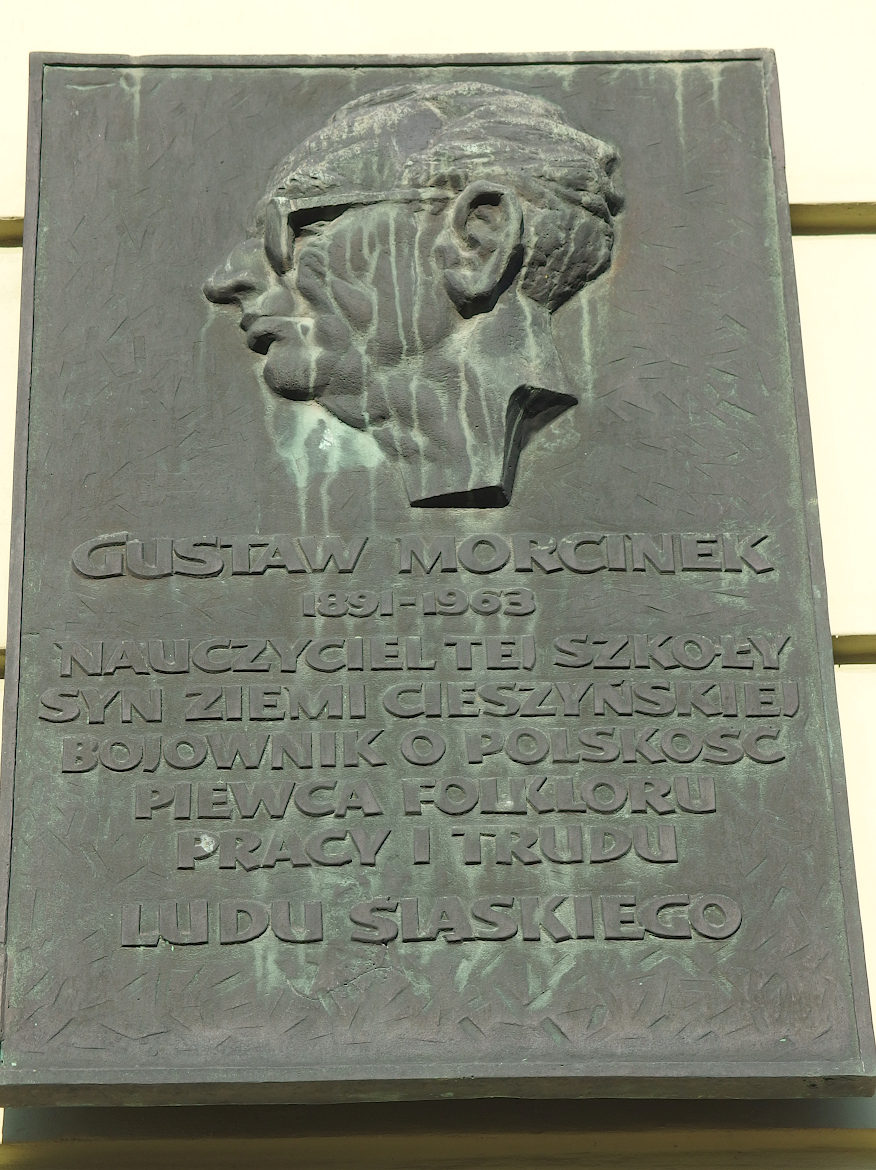 GUSTAW MORCINEK
1891-1963
NAUCZYCIEL TEJ SZKOŁY
SYN ZIEMI CIESZYŃSKIEJ
BOJOWNIK O POLSKOŚĆ
PIEWCA FOLKLORU
PRACY I TRUDU
LUDU ŚLĄSKIEGO